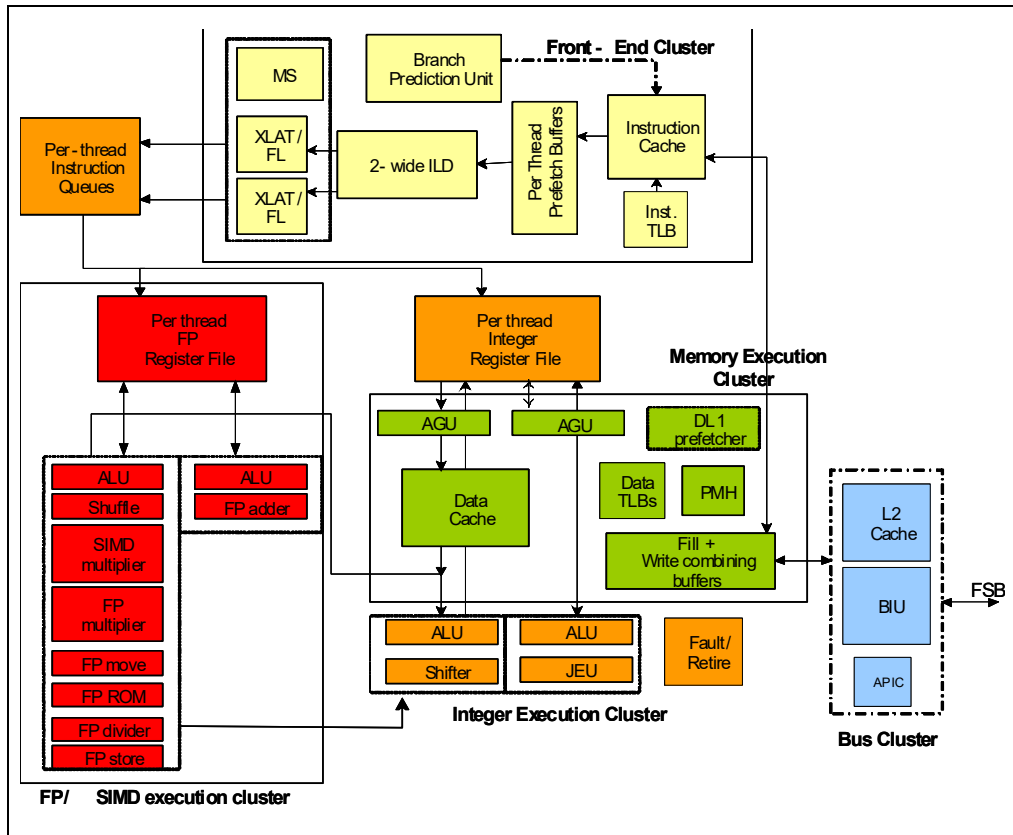 Front - End Cluster
MS
Branch
Prediction Unit
Instruction
Cache
Per Thread
Prefetch Buffers
2- wide ILD
XLAT /
FL
XLAT /
FL
Per - thread
Instruction
Queues
Inst.
TLB
Per thread
FP
Register File
Per thread
Integer
Register File
Memory Execution
Cluster
AGU
AGU
DL 1
prefetcher
Data
Cache
Data
TLBs
PMH
Fill +
Write combining
buffers
ALU
Shuffle
SIMD
multiplier
FP
multiplier
FP move
FP ROM
FP divider
FP store
ALU
FP adder
ALU
Shifter
ALU
JEU
Fault/
Retire
Integer Execution Cluster
L2
Cache
BIU
APIC
FSB
Bus Cluster
FP/ SIMD execution cluster